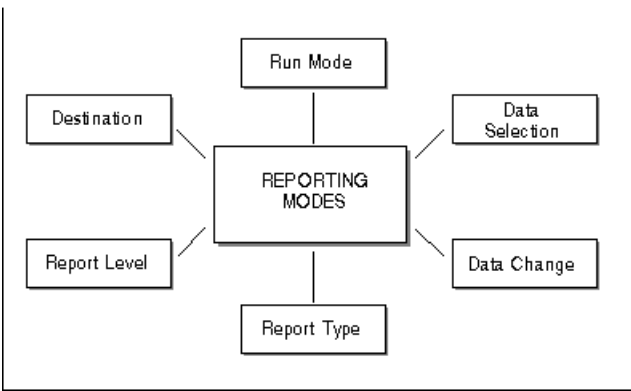 Run Mode
Destination
Data
Selection
REPORTING
MODES
Report Level
Data Change
Report Type